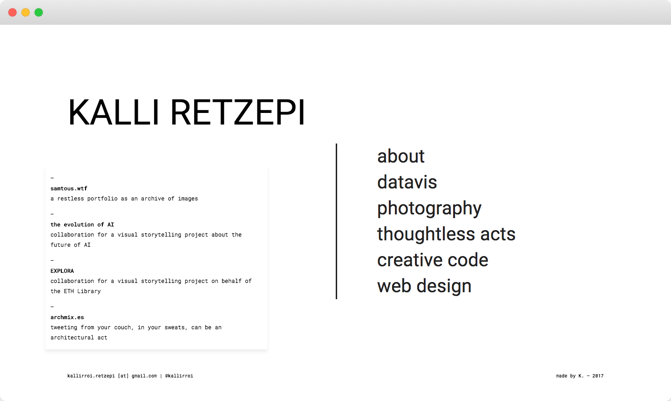 KALLI RETZEPI
–
samtous.wtf
a restless portfolio as an archive of images
–
the evolution of AI
collaboration for a visual storytelling project about the
future of AI
–
EXPLORA
collaboration for a visual storytelling project on behalf of
the ETH Library
–
archmix.es
tweeting from your couch, in your sweats, can be an
architectural act
about
datavis
photography
thoughtless acts
creative code
web design
kallirroi.retzepi [at] gmail.com | @kallirroi
made by K. – 2017